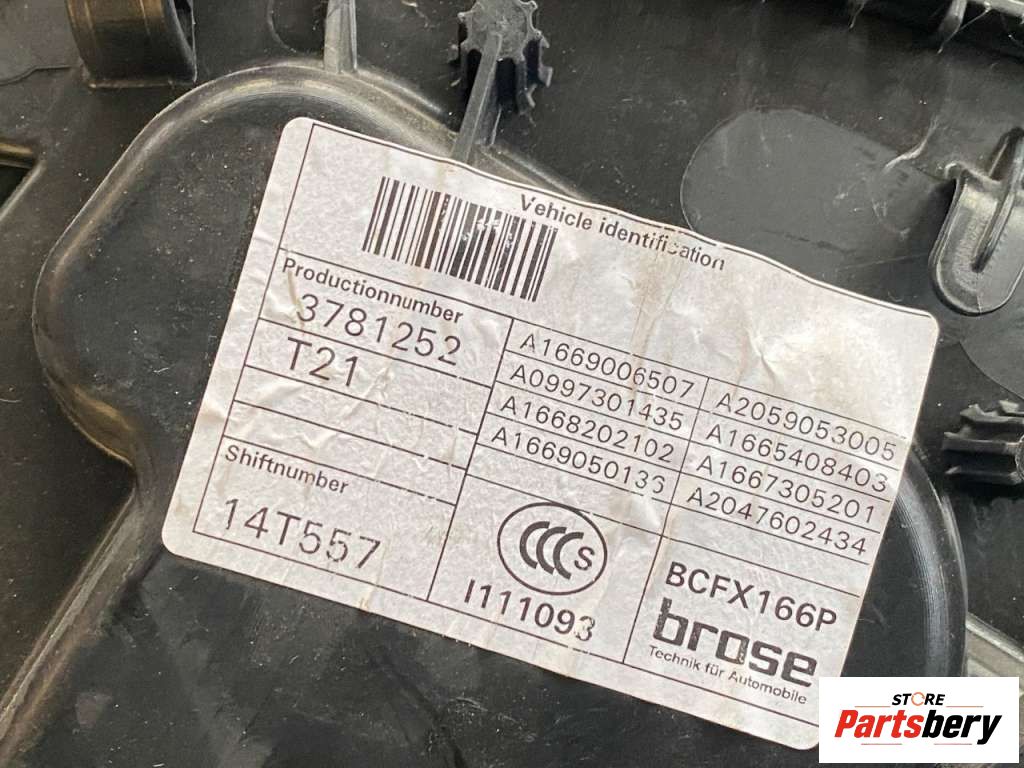 Vehicle identification
Productionnumber
3781252
T21
Shiftnumber
14T557
A1669006507
A0997301435
A1668202102
A1669050136
A2059053005
A1665408403
A1667305201
A2047602434
CCC S
I111093
BCFX166P
brose
Technik für Automobile
STORE
Partsbery